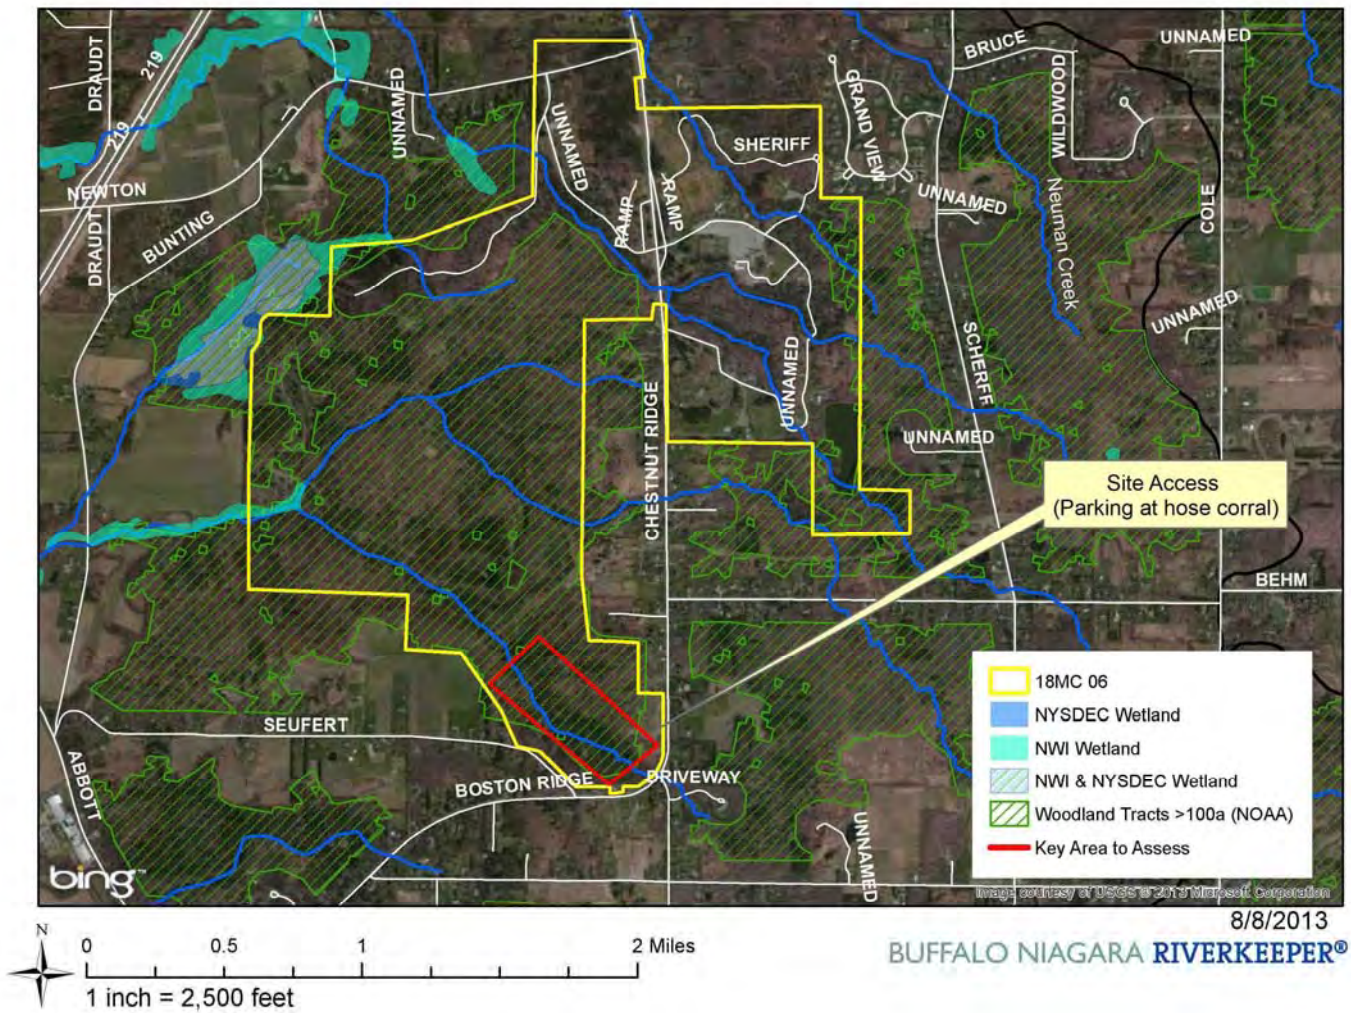 BRUCE
UNNAMED
DRAUDT
219
219
UNNAMED
UNNAMED
SHERIFF
GRAND VIEW
WILDWOOD
Neuman Creek
COLE
NEWTON
BUNTING
DRAUDT
RAMP
RAMP
UNNAMED
UNNAMED
SCHERFF
UNNAMED
UNNAMED
CHESTNUT RIDGE
Site Access
(Parking at hose corral)
BEHM
SEUFERT
ABBOTT
BOSTON RIDGE
DRIVEWAY
UNNAMED
18MC 06
NYSDEC Wetland
NWI Wetland
NWI & NYSDEC Wetland
Woodland Tracts >100a (NOAA)
Key Area to Assess
bing™
Image courtesy of USGS © 2013 Microsoft Corporation
8/8/2013
N
0 0.5 1 2 Miles
1 inch = 2,500 feet
BUFFALO NIAGARA RIVERKEEPER®